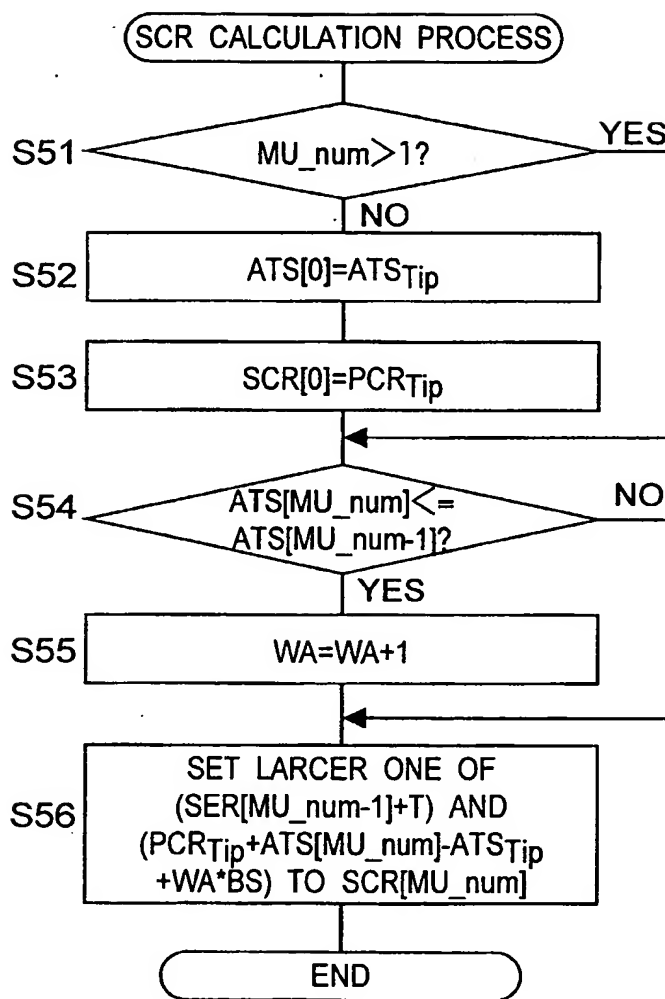 SCR CALCULATION PROCESS
S51
MU_num>1?
YES
NO
S52
ATS[0]=ATSTip
S53
SCR[0]=PCRTip
S54
ATS[MU_num]<=
ATS[MU_num-1]?
NO
YES
S55
WA=WA+1
S56
SET LARCER ONE OF
(SER[MU_num-1]+T) AND
(PCRTip+ATS[MU_num]-ATSTip
+WA*BS) TO SCR[MU_num]
END